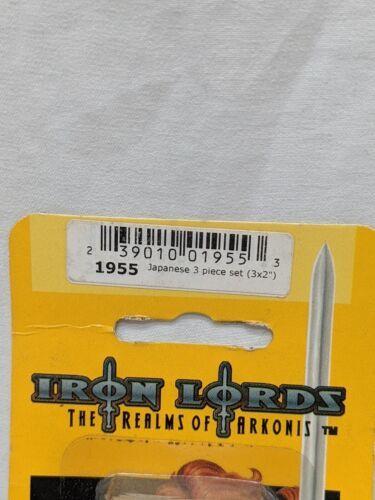 2 39010 01955 3
1955 Japanese 3 piece set (3x2")
IRON LORDS
THE REALMS OF ARKONIS ™